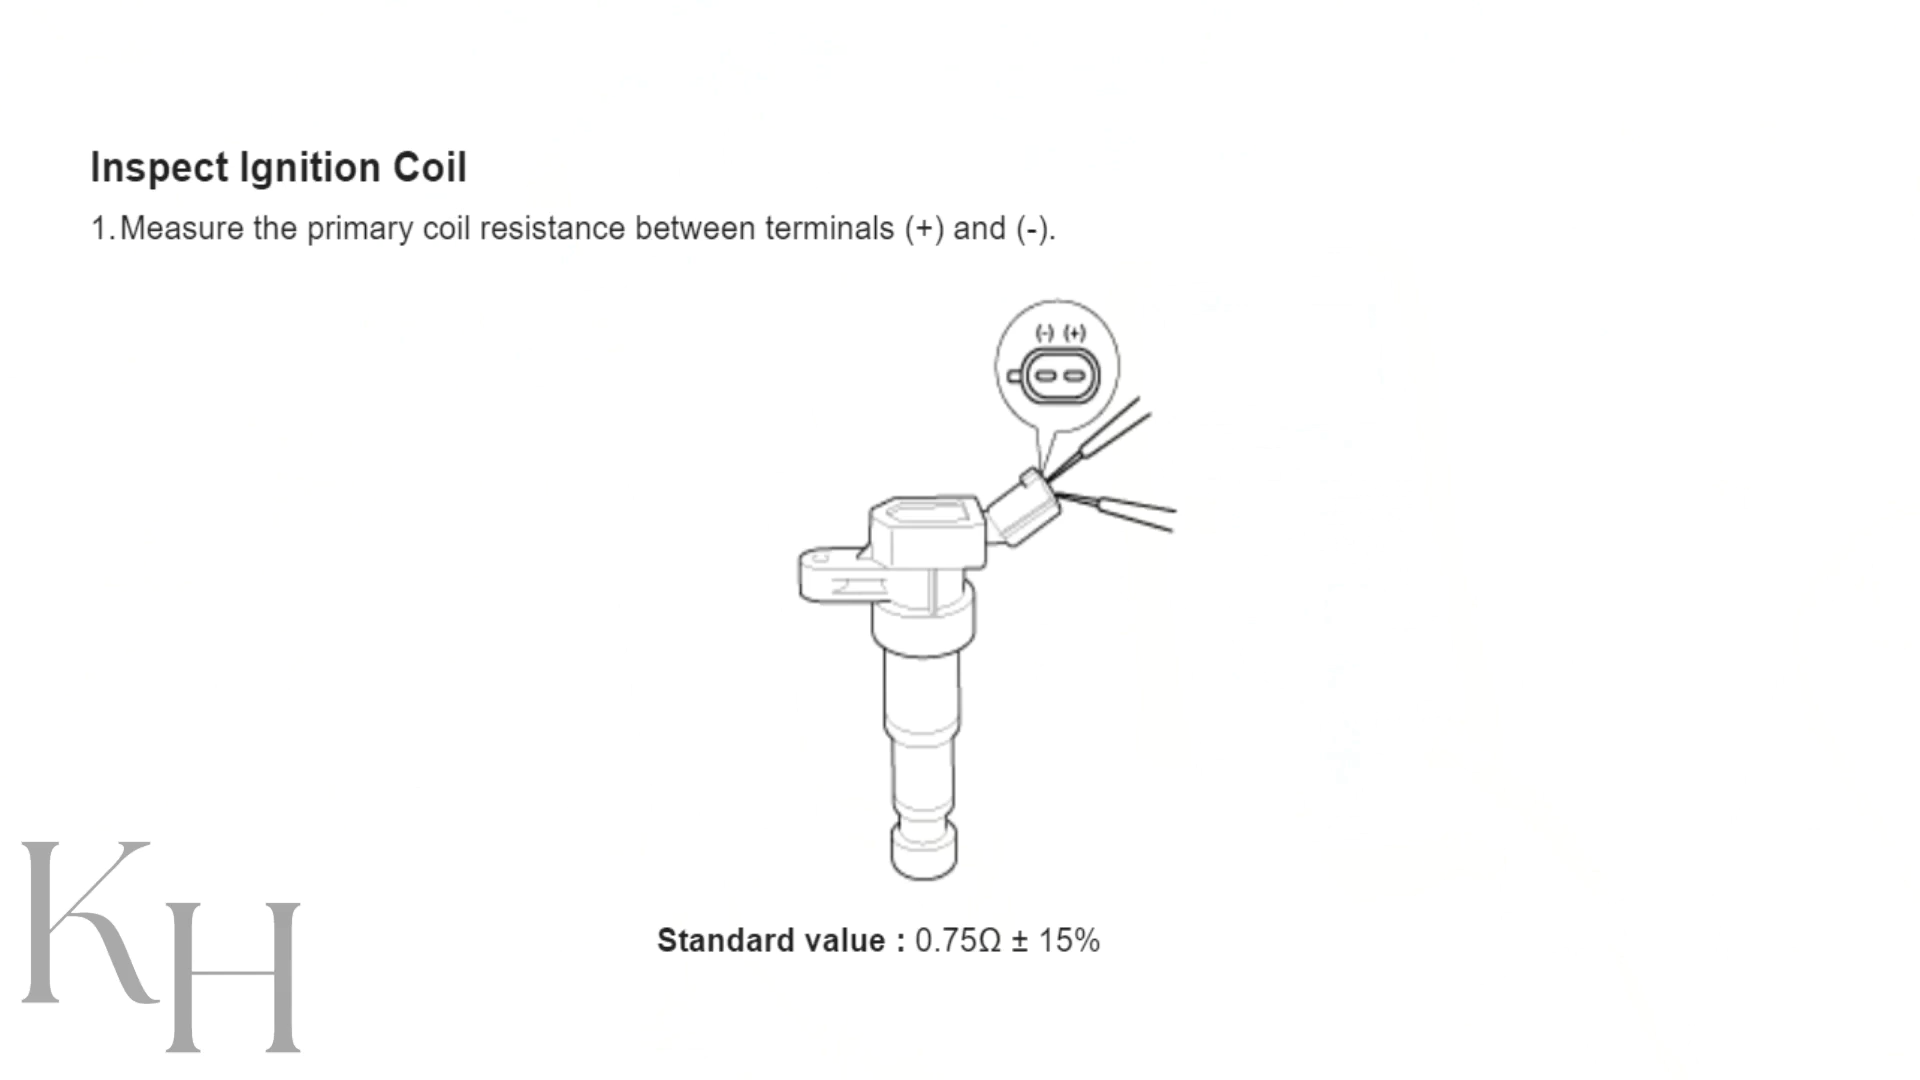 Inspect Ignition Coil
1. Measure the primary coil resistance between terminals (+) and (-).
(-) (+)
Standard value : 0.75Ω ± 15%
KH